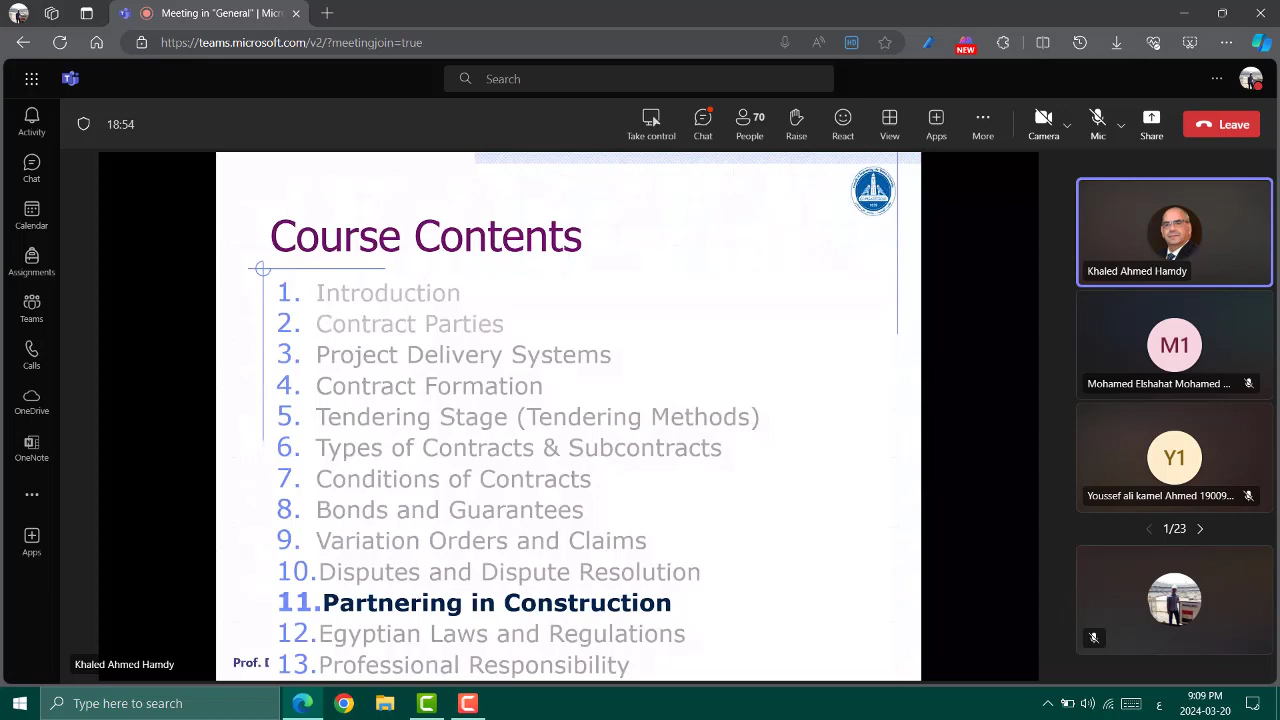 Meeting in "General" | Micro
https://teams.microsoft.com/v2/?meetingjoin=true
NEW
Search
18:54
Take control
Chat
70
People
Raise
React
View
Apps
More
Camera
Mic
Share
Leave
Activity
Chat
Calendar
Assignments
Teams
Calls
OneDrive
OneNote
Apps
Course Contents
1. Introduction
2. Contract Parties
3. Project Delivery Systems
4. Contract Formation
5. Tendering Stage (Tendering Methods)
6. Types of Contracts & Subcontracts
7. Conditions of Contracts
8. Bonds and Guarantees
9. Variation Orders and Claims
10. Disputes and Dispute Resolution
11. Partnering in Construction
12. Egyptian Laws and Regulations
13. Professional Responsibility
Prof. D
Khaled Ahmed Hamdy
Khaled Ahmed Hamdy
M1
Mohamed Elshahat Mohomed ...
Y1
Youssef ali kamel Ahmed 19009...
1/23
Type here to search
ع
9:09 PM
2024-03-20